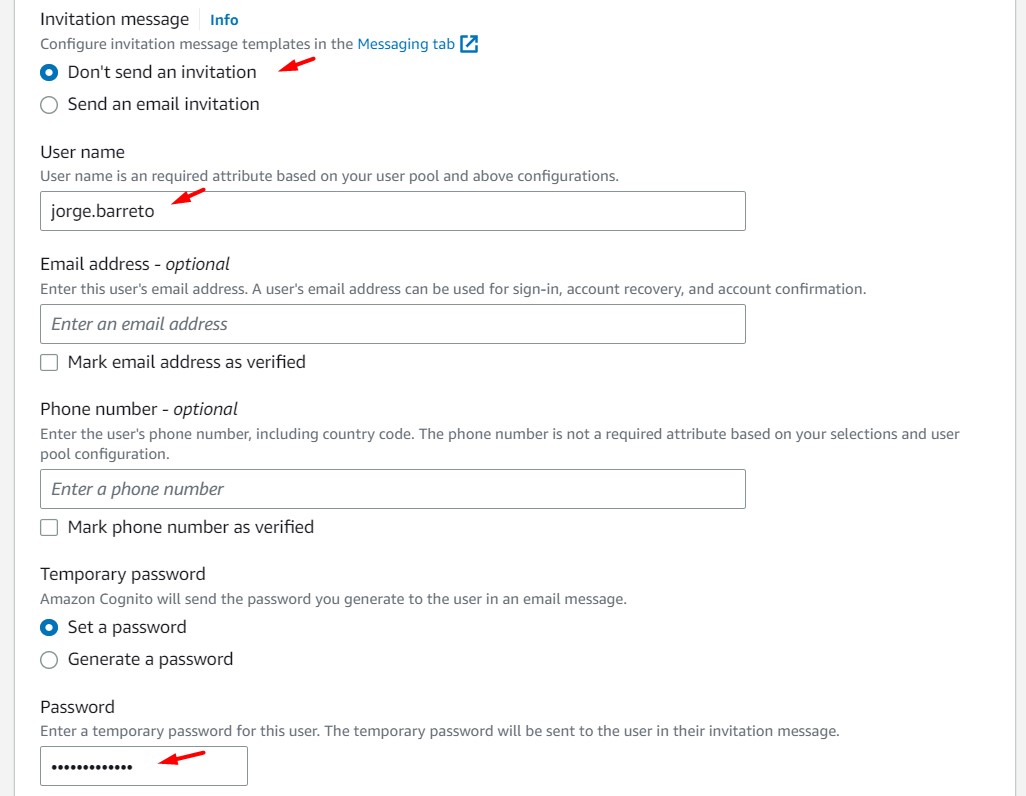 Invitation message Info
Configure invitation message templates in the Messaging tab
Don't send an invitation
Send an email invitation
User name
User name is an required attribute based on your user pool and above configurations.
jorge.barreto
Email address - optional
Enter this user's email address. A user's email address can be used for sign-in, account recovery, and account confirmation.
Enter an email address
Mark email address as verified
Phone number - optional
Enter the user's phone number, including country code. The phone number is not a required attribute based on your selections and user
pool configuration.
Enter a phone number
Mark phone number as verified
Temporary password
Amazon Cognito will send the password you generate to the user in an email message.
Set a password
Generate a password
Password
Enter a temporary password for this user. The temporary password will be sent to the user in their invitation message.
•••••••••••••